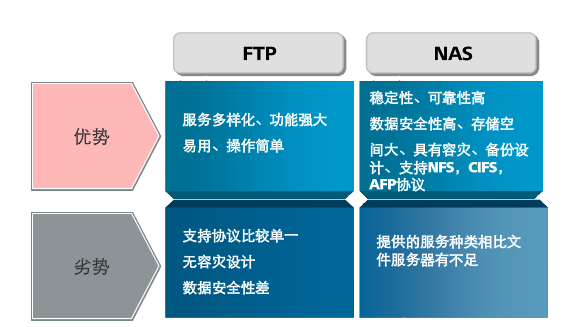 FTP
NAS
优势
服务多样化、功能强大
易用、操作简单
稳定性、可靠性高
数据安全性高、存储空
间大、具有容灾、备份设
计、支持NFS，CIFS，
AFP协议
劣势
支持协议比较单一
无容灾设计
数据安全性差
提供的服务种类相比文
件服务器有不足